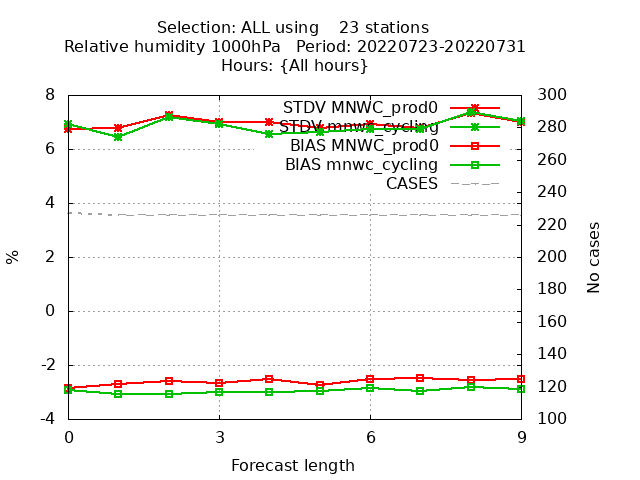 Selection: ALL using    23 stations
Relative humidity 1000hPa   Period: 20220723-20220731
Hours: {All hours}
STDV MNWC_prod0
STDV mnwc_cycling
BIAS MNWC_prod0
BIAS mnwc_cycling
CASES
8
6
4
2
0
-2
-4
%
300
280
260
240
220
200
180
160
140
120
100
No cases
0
3
6
9
Forecast length